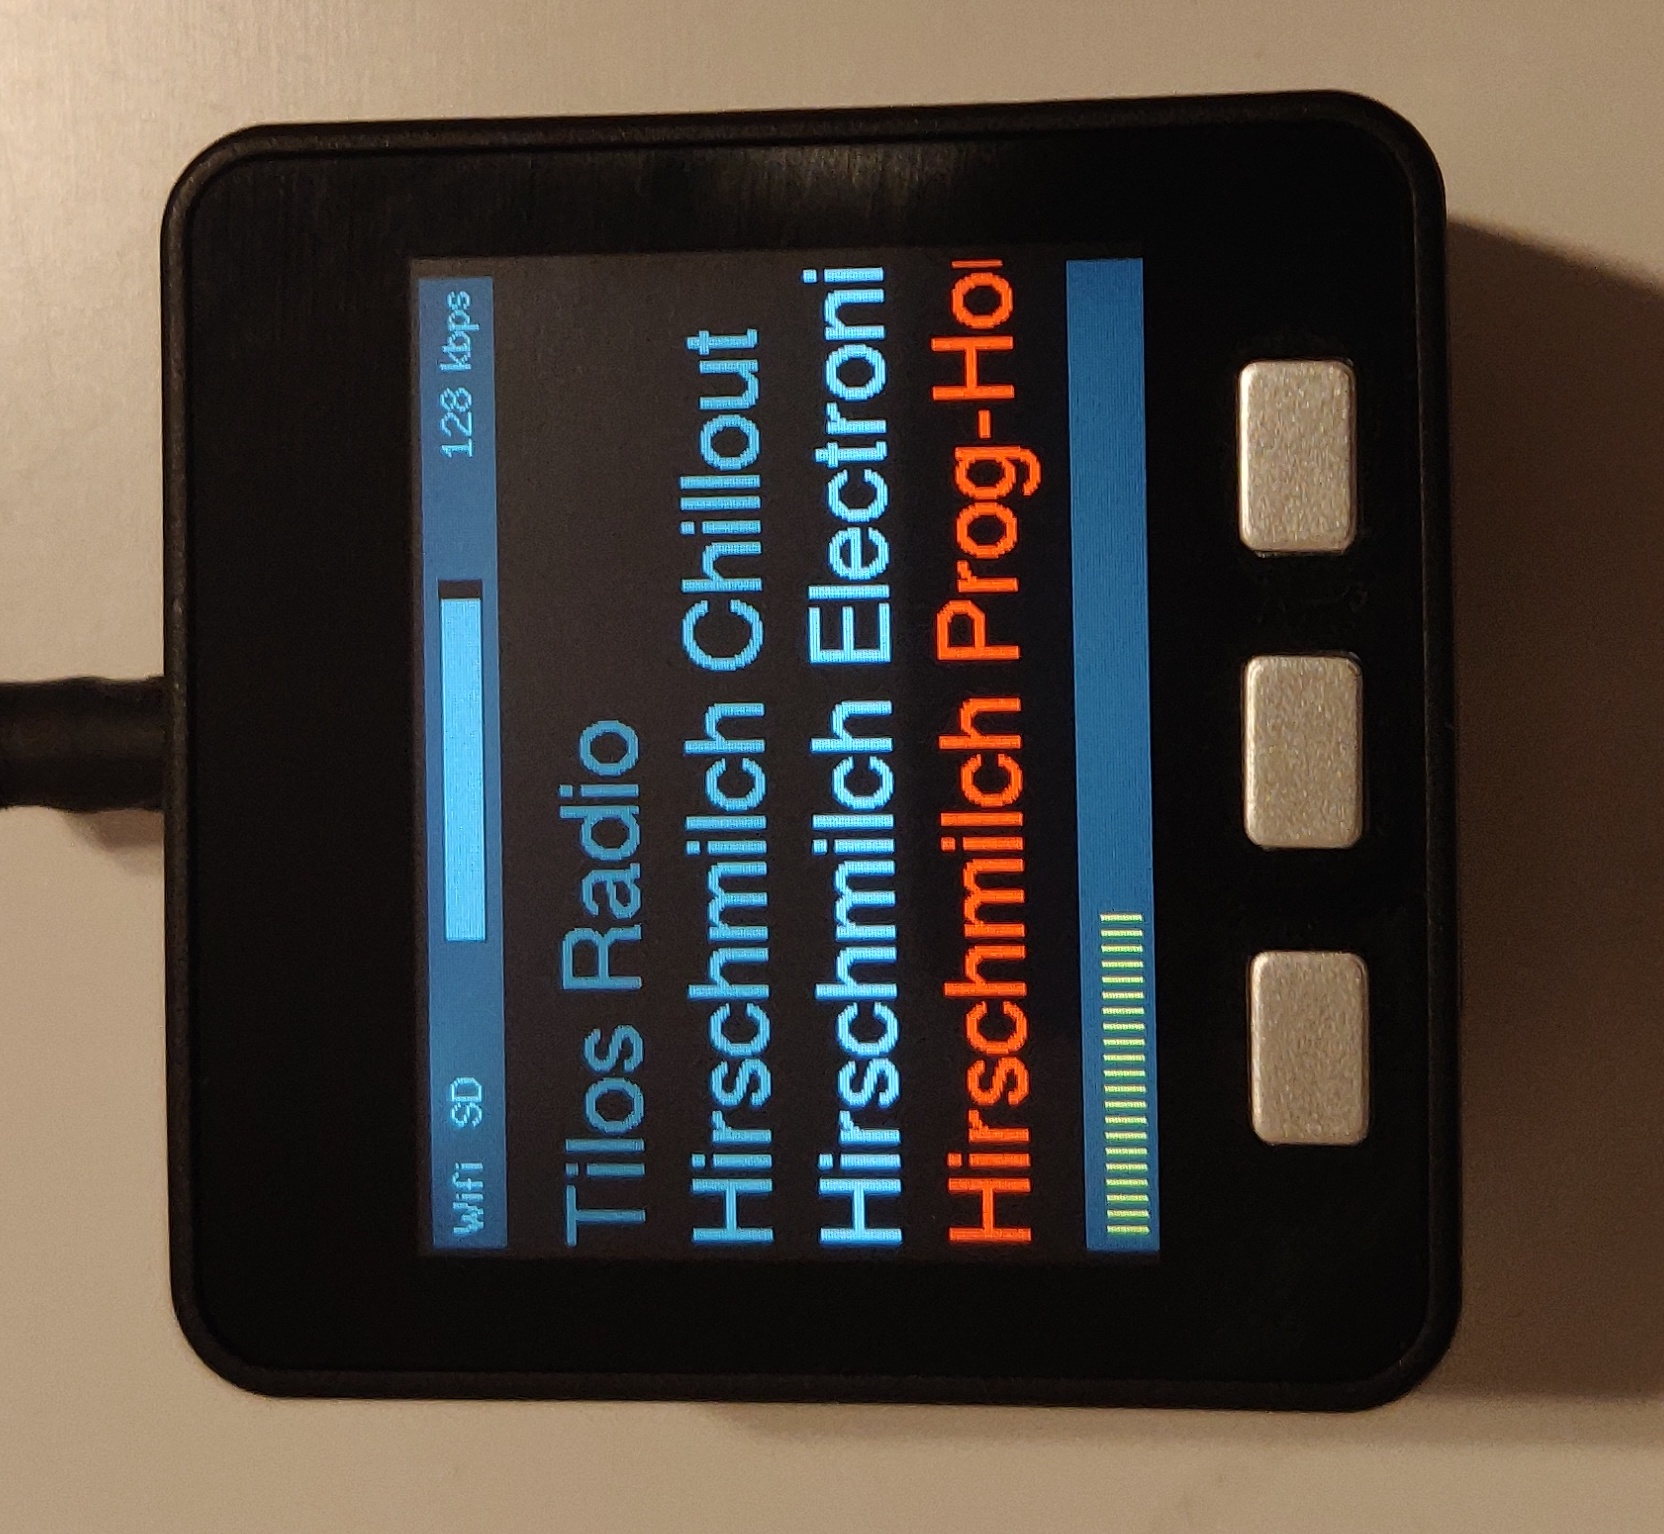 Wifi SD 128 kbps
Tilos Radio
Hirschmilch Chillout
Hirschmilch Electroni
Hirschmilch Prog-Ho